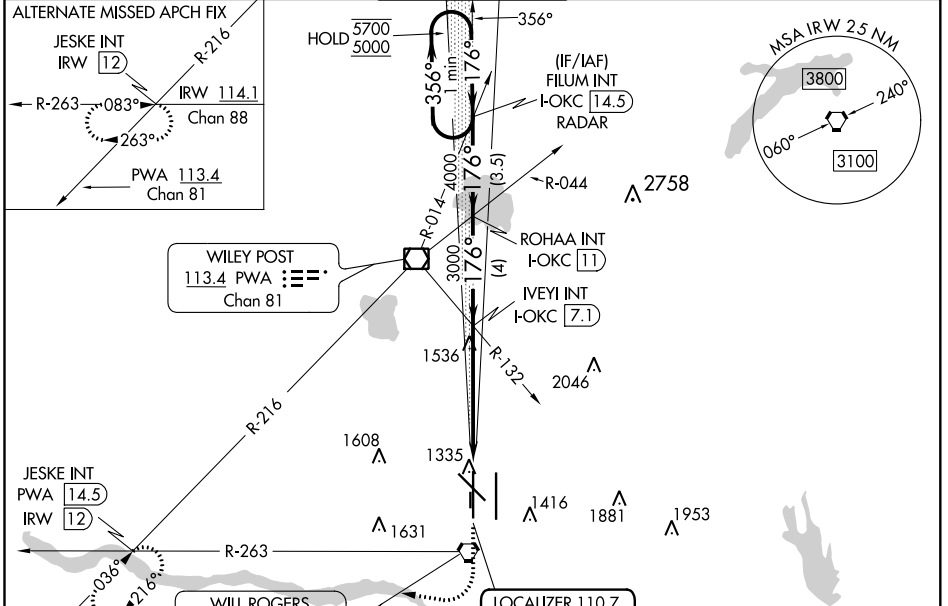 ALTERNATE MISSED APCH FIX
JESKE INT
IRW 12
R-216
R-263
083°
263°
IRW 114.1
Chan 88
PWA 113.4
Chan 81
HOLD 5700
5000
356°
1 min
176°
356°
(IF/IAF)
FILUM INT
I-OKC 14.5
RADAR
MSA IRW 25 NM
3800
240°
060°
3100
R-014
4000
176°
(3.5)
R-044
2758
WILEY POST
113.4 PWA
Chan 81
ROHAA INT
I-OKC 11
3000
176°
(4)
IVEYI INT
I-OKC 7.1
1536
R-132
2046
R-216
1608
1335
JESKE INT
PWA 14.5
IRW 12
1631
1416
1881
1953
R-263
036°
216°
WILL ROGERS
LOCALIZER 110.7